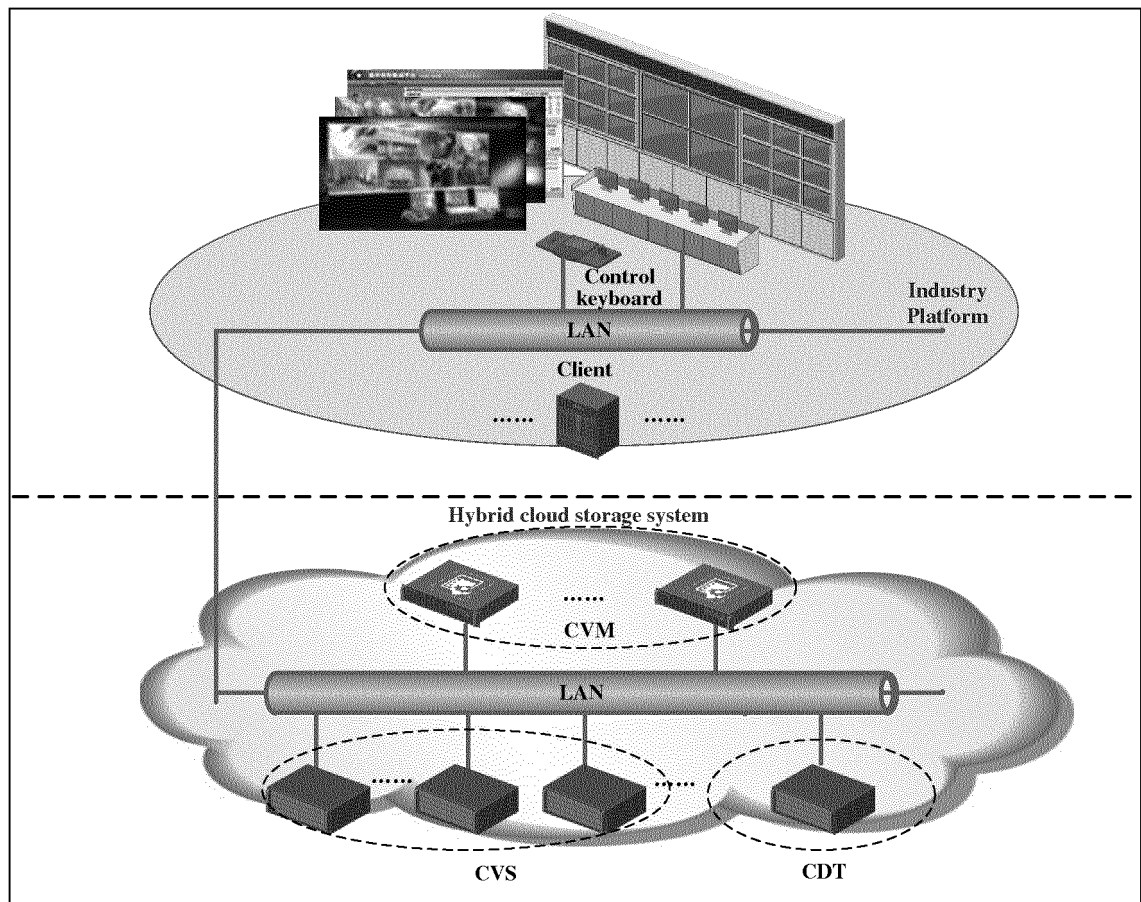 Control
keyboard
Industry
Platform
LAN
Client
…… ……
Hybrid cloud storage system
……
CVM
LAN
…… ……
CVS
CDT